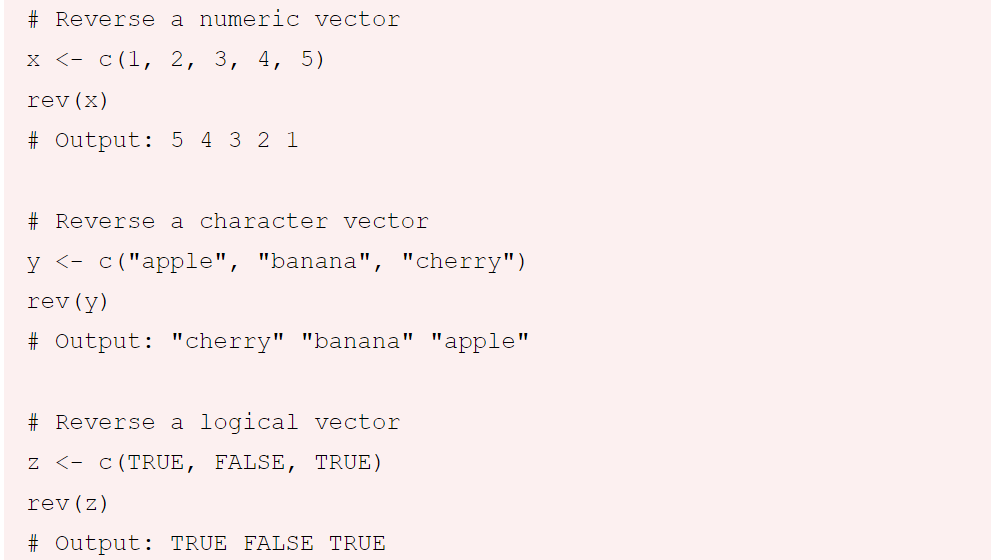 # Reverse a numeric vector
x <- c(1, 2, 3, 4, 5)
rev(x)
# Output: 5 4 3 2 1
# Reverse a character vector
y <- c("apple", "banana", "cherry")
rev(y)
# Output: "cherry" "banana" "apple"
# Reverse a logical vector
z <- c(TRUE, FALSE, TRUE)
rev(z)
# Output: TRUE FALSE TRUE